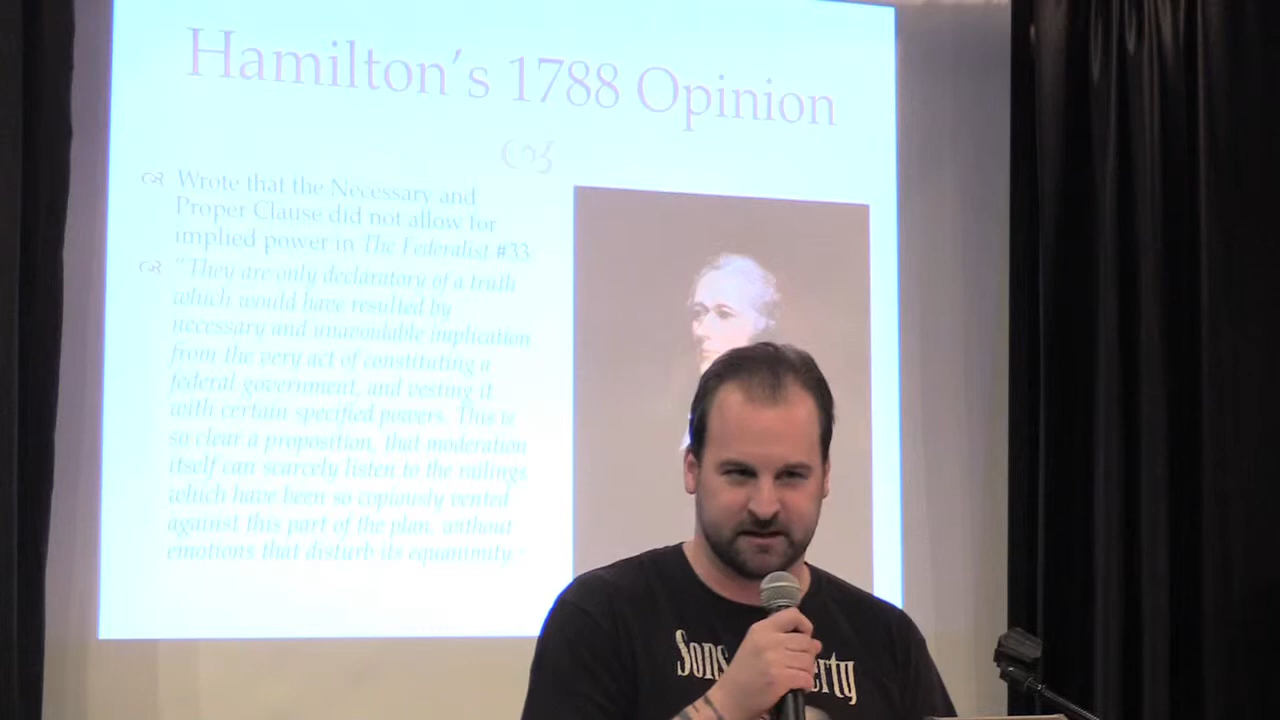 Hamilton's 1788 Opinion
Wrote that the Necessary and
Proper Clause did not allow for
implied power in The Federalist #33:
"They are only declaratory of a truth
which would have resulted by
necessary and unavoidable implication
from the very act of constituting a
federal government, and vesting it
with certain specified powers. This is
so clear a proposition, that moderation
itself can scarcely listen to the railings
which have been so copiously vented
against this part of the plan, without
emotions that disturb its equanimity."
Sons erty